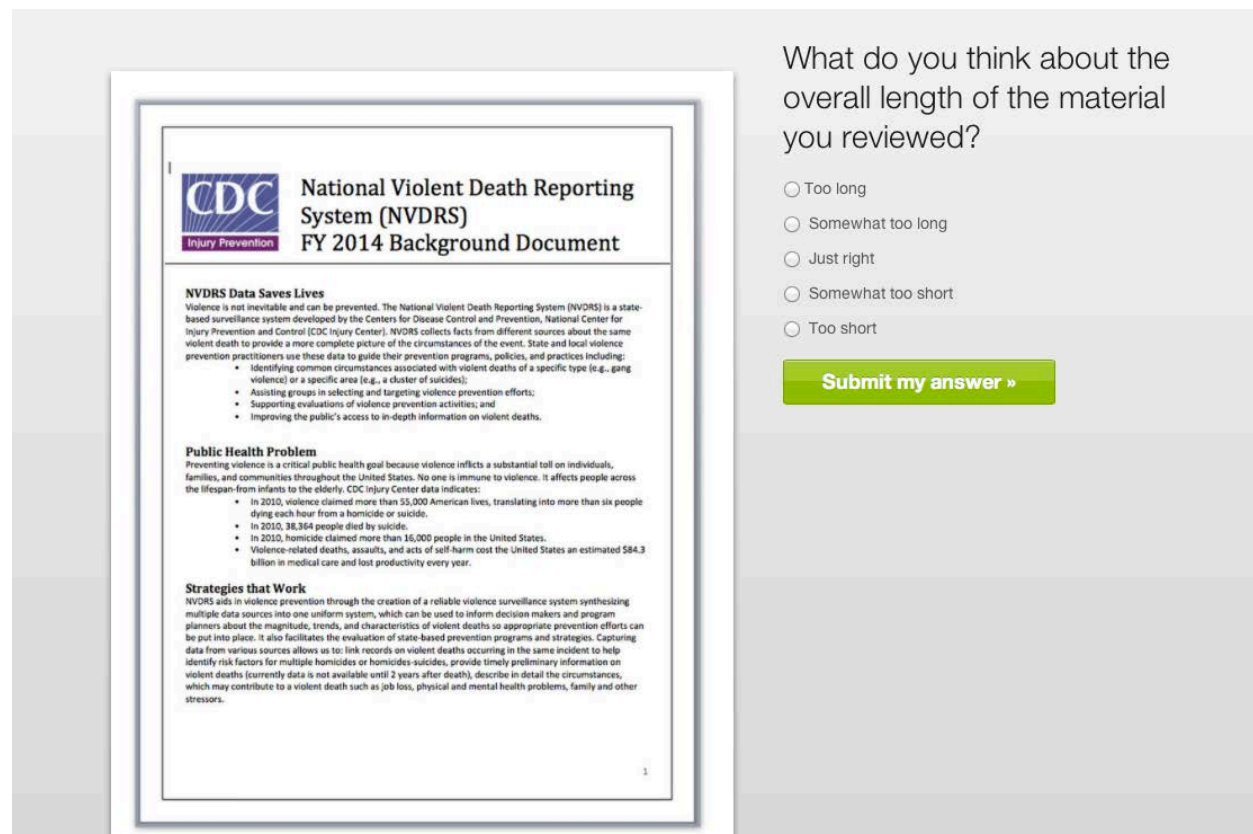 CDC
Injury Prevention
National Violent Death Reporting
System (NVDRS)
FY 2014 Background Document
NVDRS Data Saves Lives
Violence is not inevitable and can be prevented. The National Violent Death Reporting System (NVDRS) is a state-
based surveillance system developed by the Centers for Disease Control and Prevention, National Center for
Injury Prevention and Control (CDC Injury Center). NVDRS collects facts from different sources about the same
violent death to provide a more complete picture of the circumstances of the event. State and local violence
prevention practitioners use these data to guide their prevention programs, policies, and practices including:
• Identifying common circumstances associated with violent deaths of a specific type (e.g., gang
violence) or a specific area (e.g., a cluster of suicides);
• Assisting groups in selecting and targeting violence prevention efforts;
• Supporting evaluations of violence prevention activities; and
• Improving the public's access to in-depth information on violent deaths.
Public Health Problem
Preventing violence is a critical public health goal because violence inflicts a substantial toll on individuals,
families, and communities throughout the United States. No one is immune to violence. It affects people across
the lifespan-from infants to the elderly. CDC Injury Center data indicates:
• In 2010, violence claimed more than 55,000 American lives, translating into more than six people
dying each hour from a homicide or suicide.
• In 2010, 38,364 people died by suicide.
• In 2010, homicide claimed more than 16,000 people in the United States.
• Violence-related deaths, assaults, and acts of self-harm cost the United States an estimated $84.3
billion in medical care and lost productivity every year.
Strategies that Work
NVDRS aids in violence prevention through the creation of a reliable violence surveillance system synthesizing
multiple data sources into one uniform system, which can be used to inform decision makers and program
planners about the magnitude, trends, and characteristics of violent deaths so appropriate prevention efforts can
be put into place. It also facilitates the evaluation of state-based prevention programs and strategies. Capturing
data from various sources allows us to: link records on violent deaths occurring in the same incident to help
identify risk factors for multiple homicides or homicides-suicides, provide timely preliminary information on
violent deaths (currently data is not available until 2 years after death), describe in detail the circumstances,
which may contribute to a violent death such as job loss, physical and mental health problems, family and other
stressors.
1
What do you think about the
overall length of the material
you reviewed?
Too long
Somewhat too long
Just right
Somewhat too short
Too short
Submit my answer »